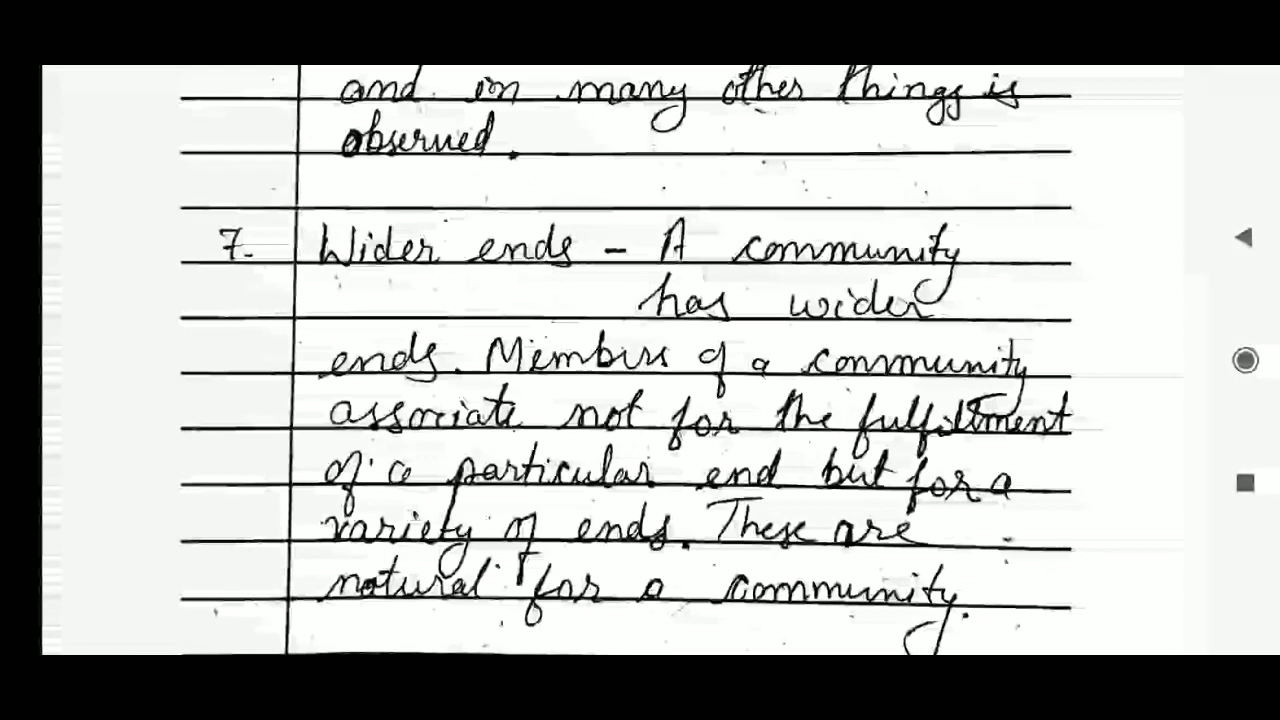 and in many other things is
observed.
7. Wider ends - A community
has wider
ends. Members of a community
associate not for the fulfillment
of a particular end but for a
variety of ends. These are
natural for a community.